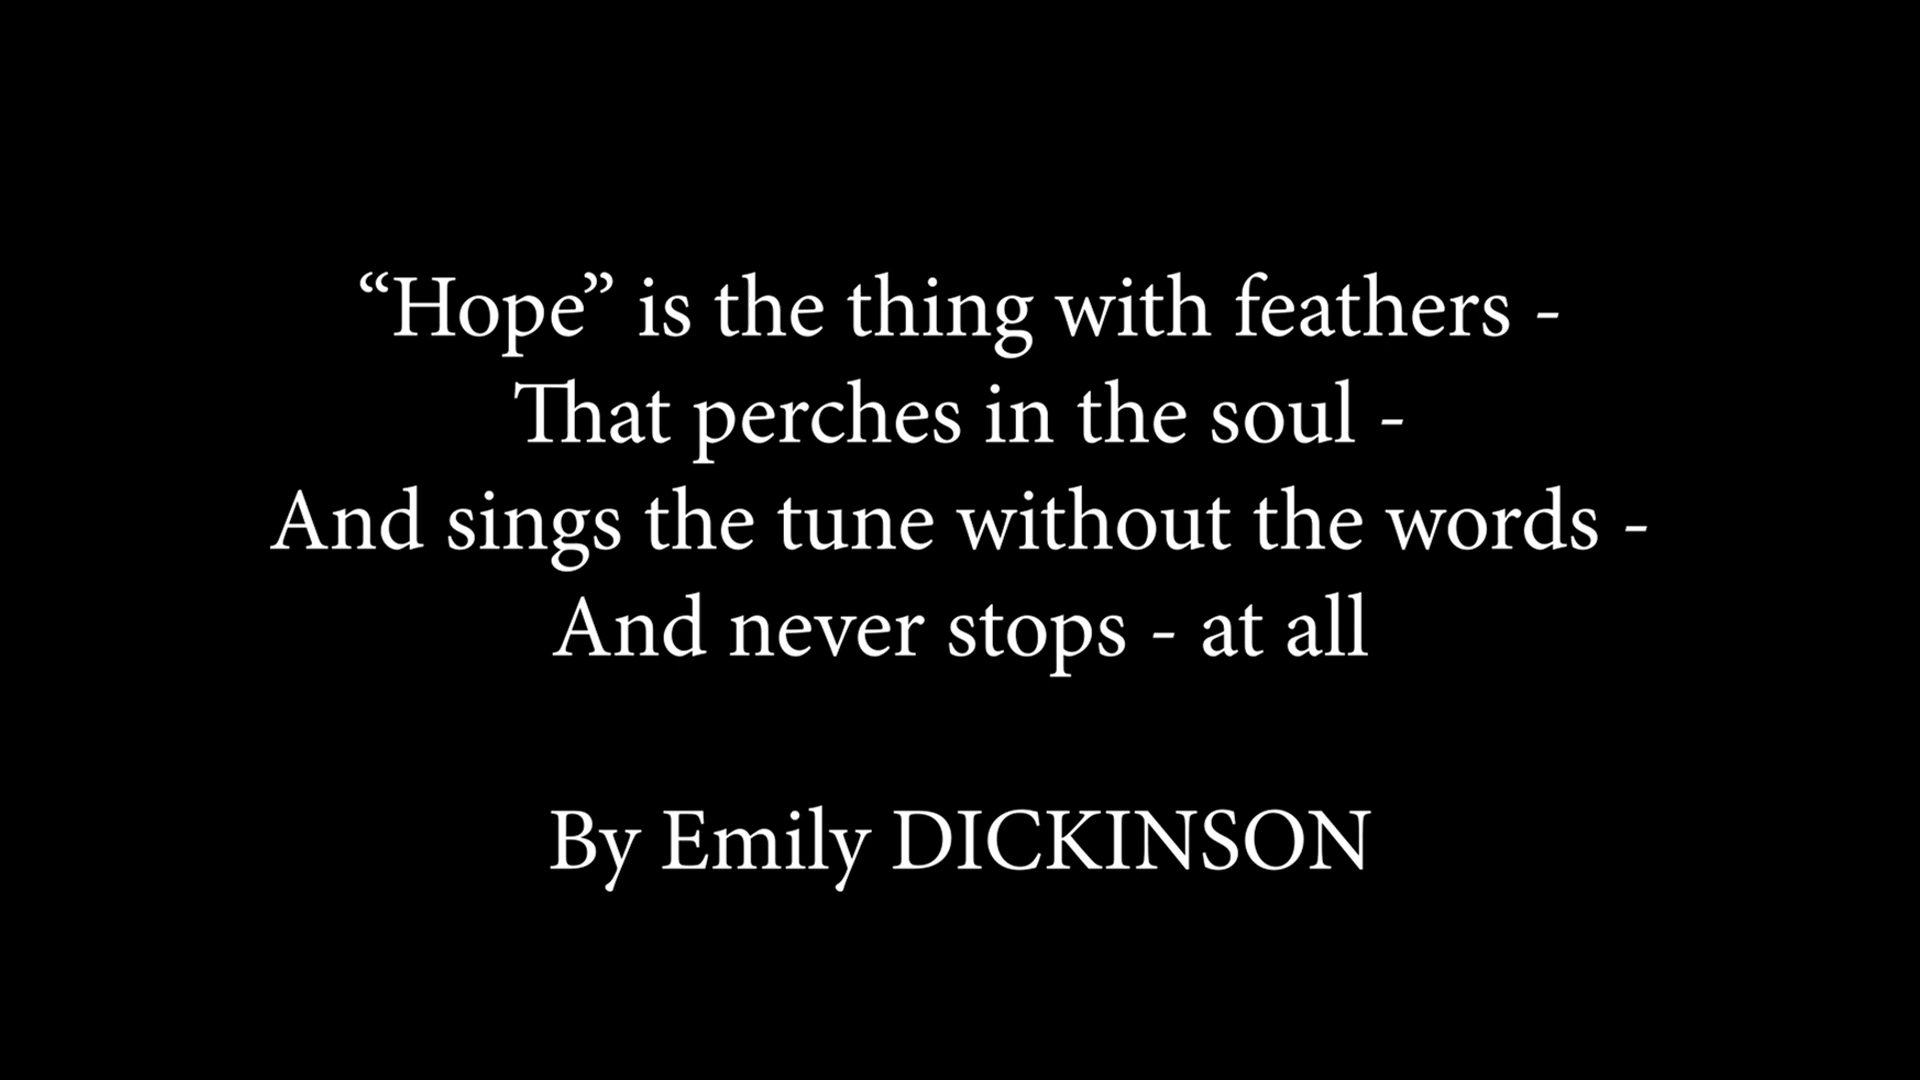 “Hope” is the thing with feathers -
That perches in the soul -
And sings the tune without the words -
And never stops - at all
By Emily DICKINSON